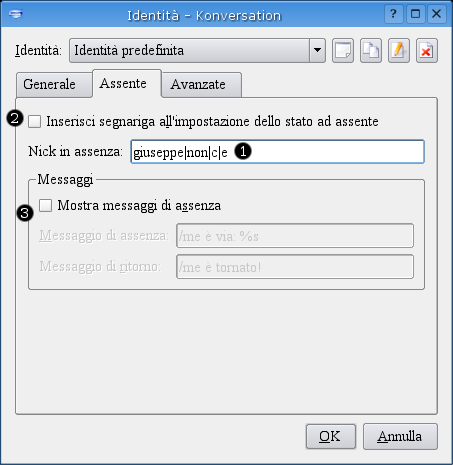 Identità – Konversation
Identità: Identità predefinita
Generale Assente Avanzate
2 Inserisci segnariga all'impostazione dello stato ad assente
Nick in assenza: giuseppe|non|c|e 1
Messaggi
3 Mostra messaggi di assenza
Messaggio di assenza: /me è via: %s
Messaggio di ritorno: /me è tornato!
OK Annulla